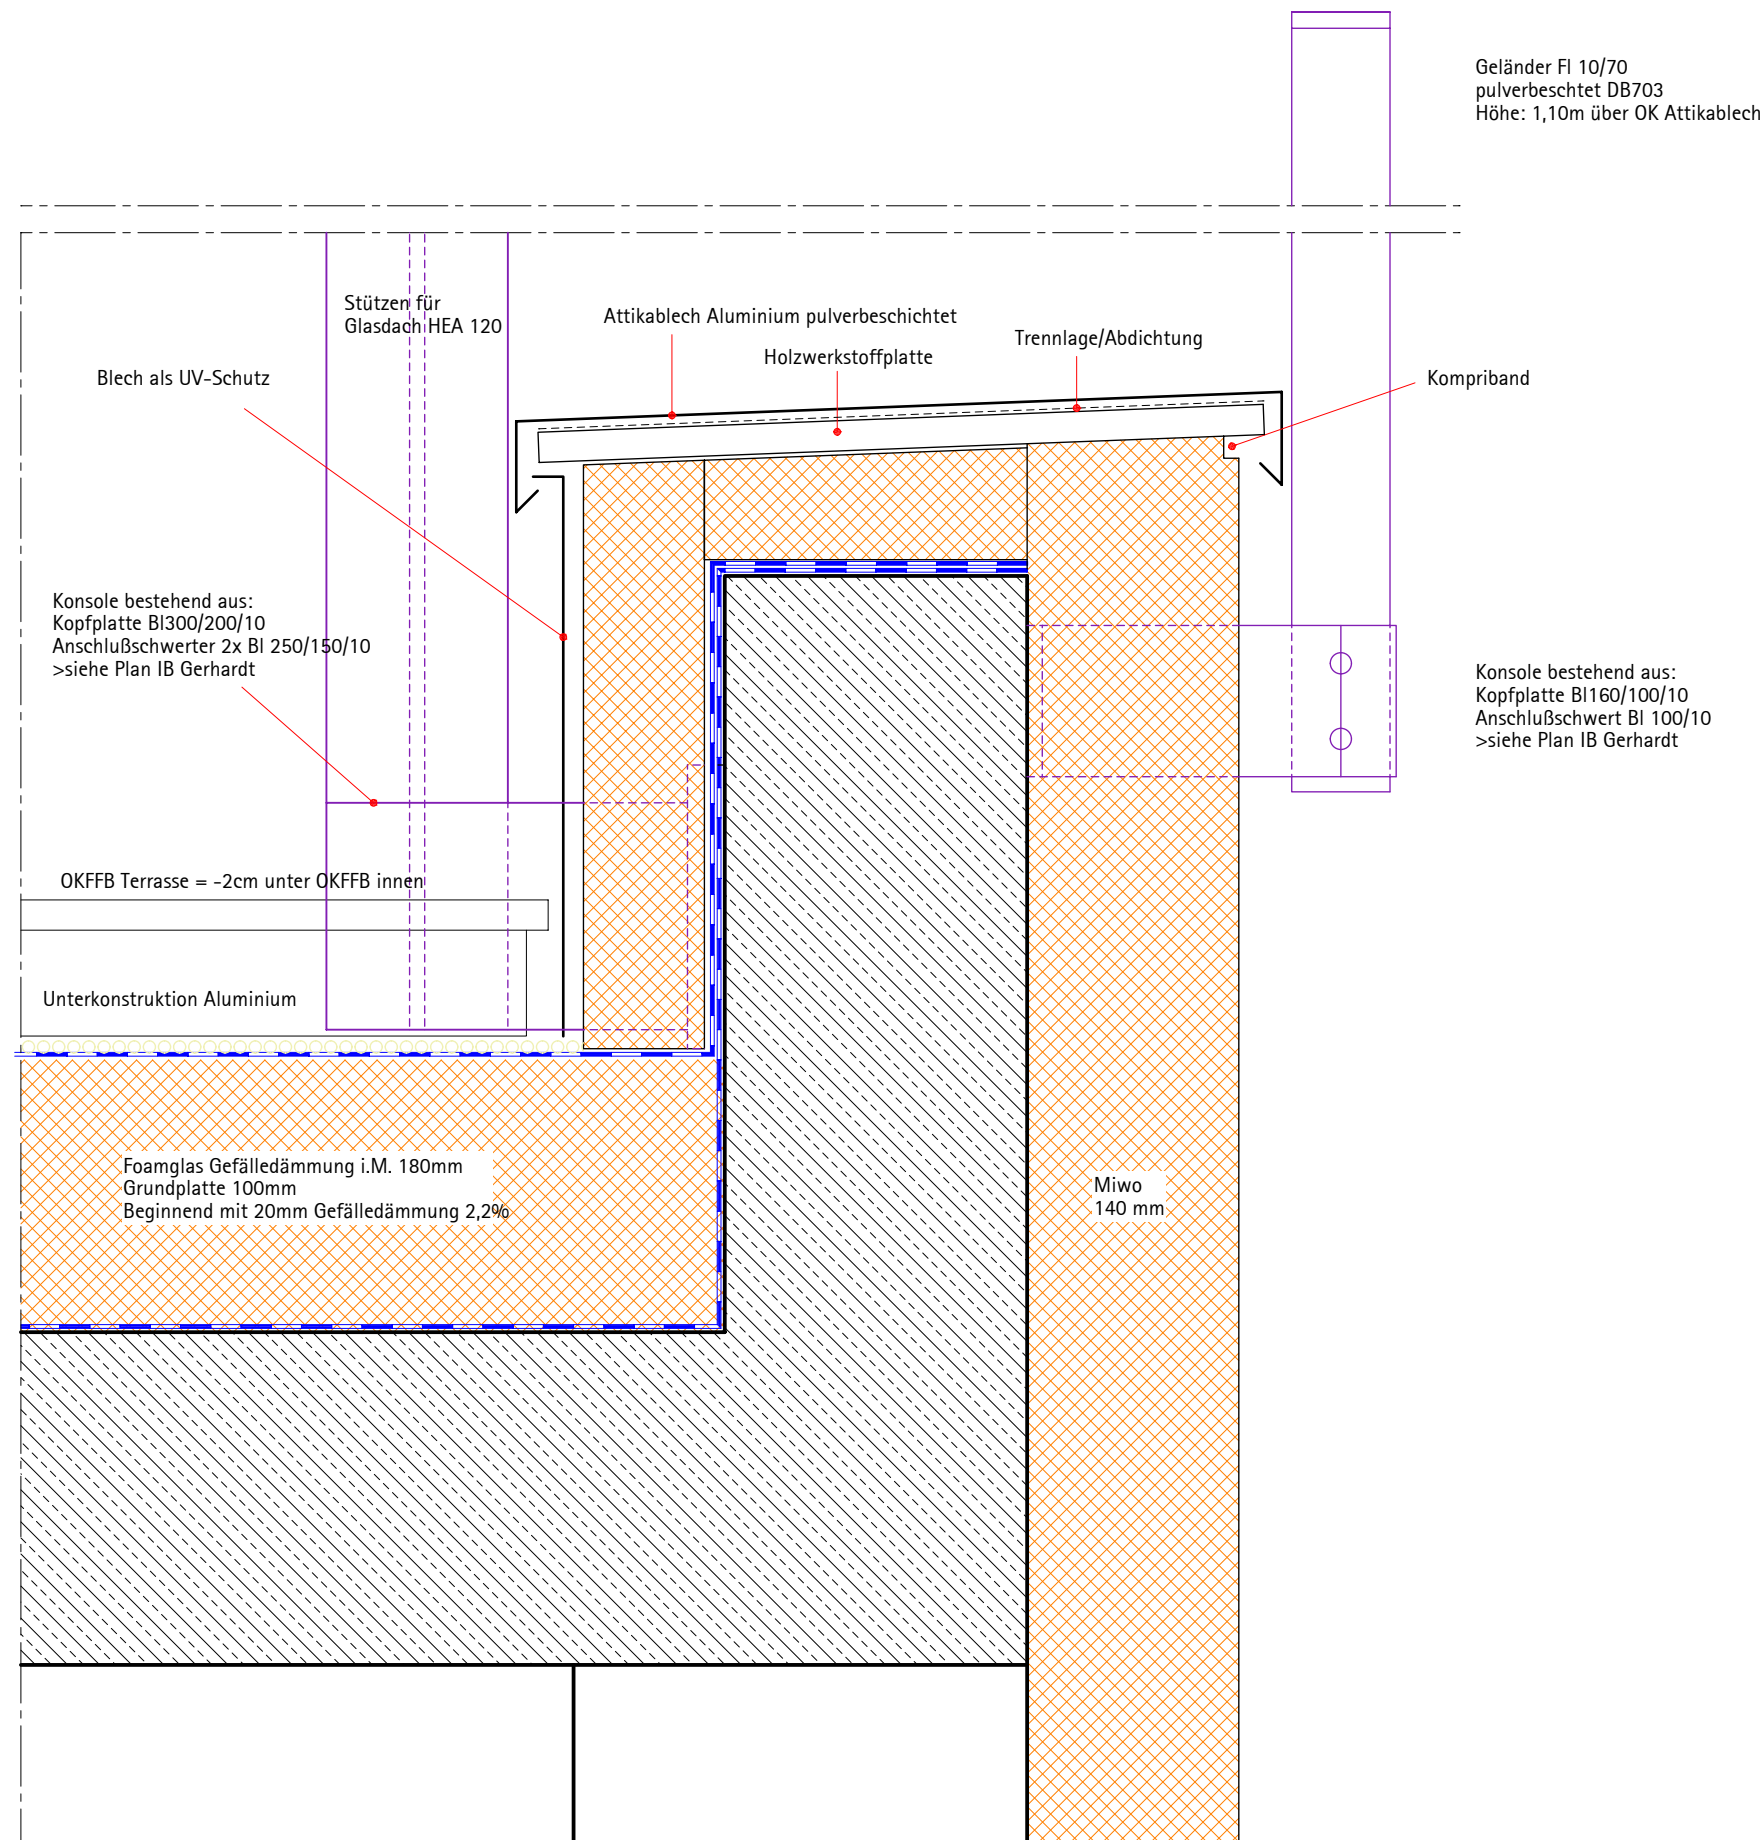 Geländer Fl 10/70
pulverbeschtet DB703
Höhe: 1,10m über OK Attikablech
Stützen für
Glasdach HEA 120
Attikablech Aluminium pulverbeschichtet
Trennlage/Abdichtung
Holzwerkstoffplatte
Blech als UV-Schutz
Kompriband
Konsole bestehend aus:
Kopfplatte Bl300/200/10
Anschlußschwerter 2x Bl 250/150/10
>siehe Plan IB Gerhardt
Konsole bestehend aus:
Kopfplatte Bl160/100/10
Anschlußschwert Bl 100/10
>siehe Plan IB Gerhardt
OKFFB Terrasse = -2cm unter OKFFB innen
Unterkonstruktion Aluminium
Foamglas Gefälledämmung i.M. 180mm
Grundplatte 100mm
Beginnend mit 20mm Gefälledämmung 2,2%
Miwo
140 mm